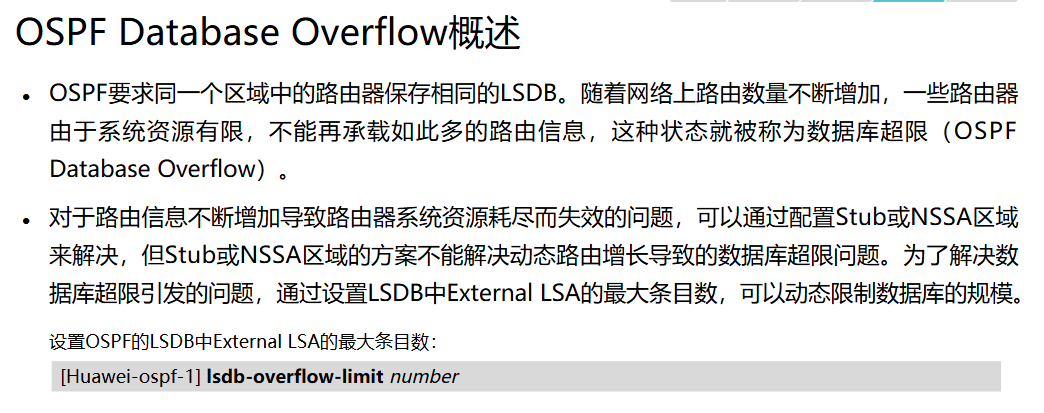 OSPF Database Overflow概述
• OSPF要求同一个区域中的路由器保存相同的LSDB。随着网络上路由数量不断增加，一些路由器
由于系统资源有限，不能再承载如此多的路由信息，这种状态就被称为数据库超限（OSPF
Database Overflow）。
• 对于路由信息不断增加导致路由器系统资源耗尽而失效的问题，可以通过配置Stub或NSSA区域
来解决，但Stub或NSSA区域的方案不能解决动态路由增长导致的数据库超限问题。为了解决数
据库超限引发的问题，通过设置LSDB中External LSA的最大条目数，可以动态限制数据库的规模。
设置OSPF的LSDB中External LSA的最大条目数：
[Huawei-ospf-1] lsdb-overflow-limit number